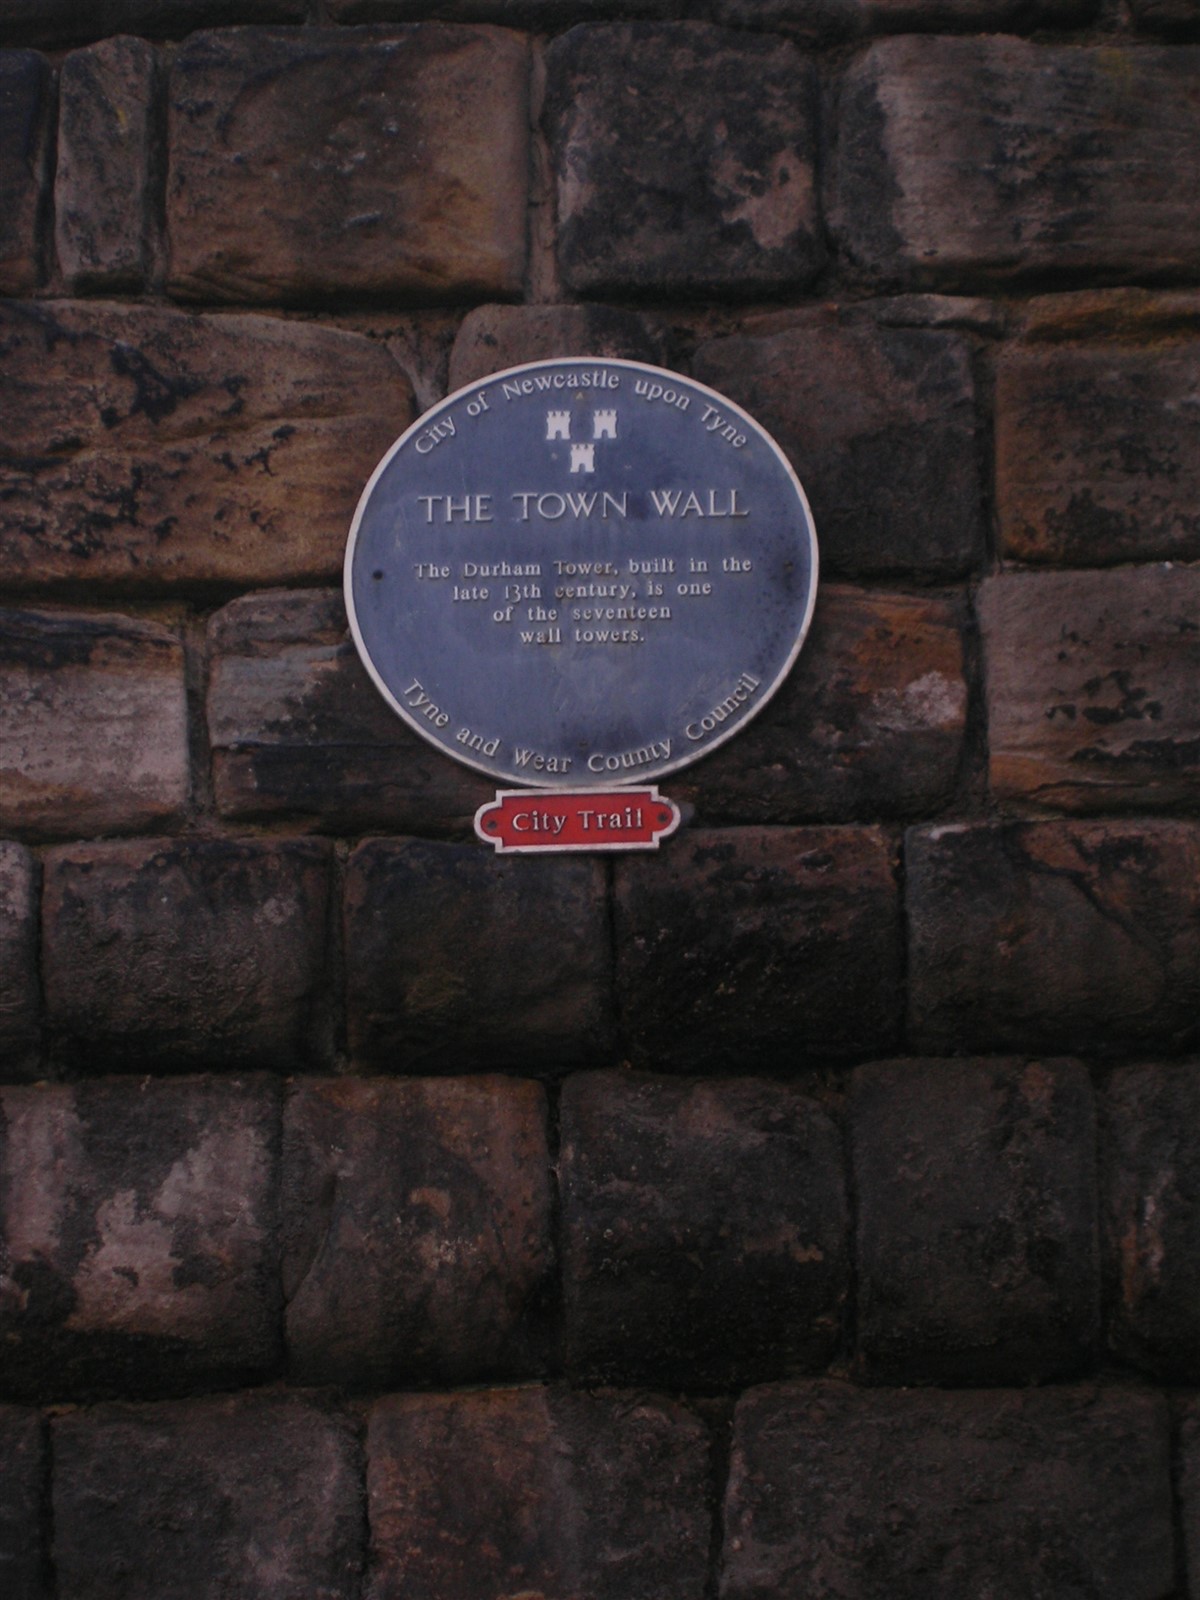 City of Newcastle upon Tyne
THE TOWN WALL
The Durham Tower, built in the
late 13th century, is one
of the seventeen
wall towers.
Tyne and Wear County Council
City Trail